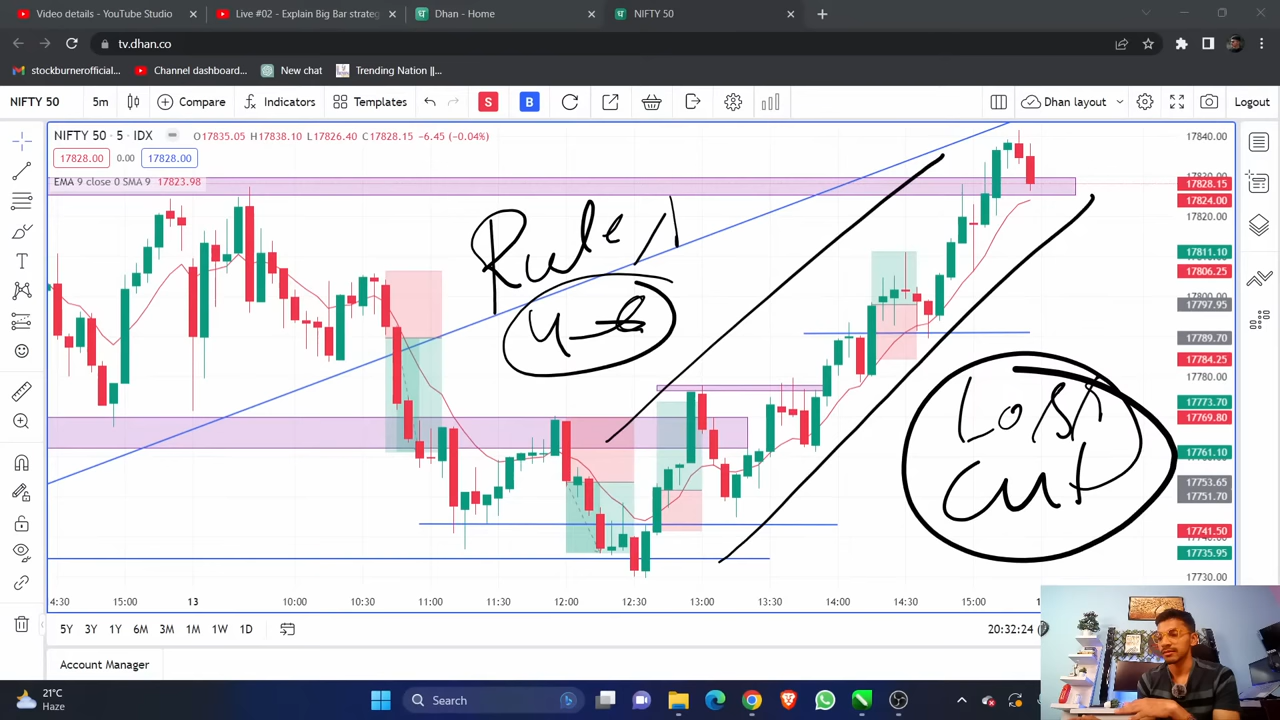 Video details - YouTube Studio
Live #02 - Explain Big Bar strateg
Dhan - Home
NIFTY 50
tv.dhan.co
stockburnerofficial...
Channel dashboard...
New chat
Trending Nation ||...
NIFTY 50 5m Compare Indicators Templates S B Dhan layout Logout
NIFTY 50 · 5 · IDX O17835.05 H17838.10 L17826.40 C17828.15 −6.45 (−0.04%)
17828.00 0.00 17828.00
EMA 9 close 0 SMA 9 17823.98
Rules
Loss
cut
17840.00
17828.15
17824.00
17820.00
17811.10
17806.25
17800.00
17797.95
17789.70
17784.25
17780.00
17773.70
17769.80
17761.10
17753.65
17751.70
17741.50
17735.95
17730.00
4:30 15:00 13 10:00 10:30 11:00 11:30 12:00 12:30 13:00 13:30 14:00 14:30 15:00
5Y 3Y 1Y 6M 3M 1M 1W 1D
20:32:24
Account Manager
21°C
Haze
Search